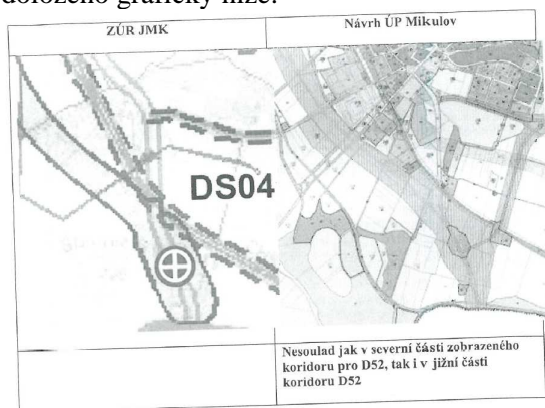 doloženo graficky níže.
ZÚR JMK
Návrh ÚP Mikulov
DS04
Nesoulad jak v severní části zobrazeného
koridoru pro D52, tak i v jižní části
koridoru D52